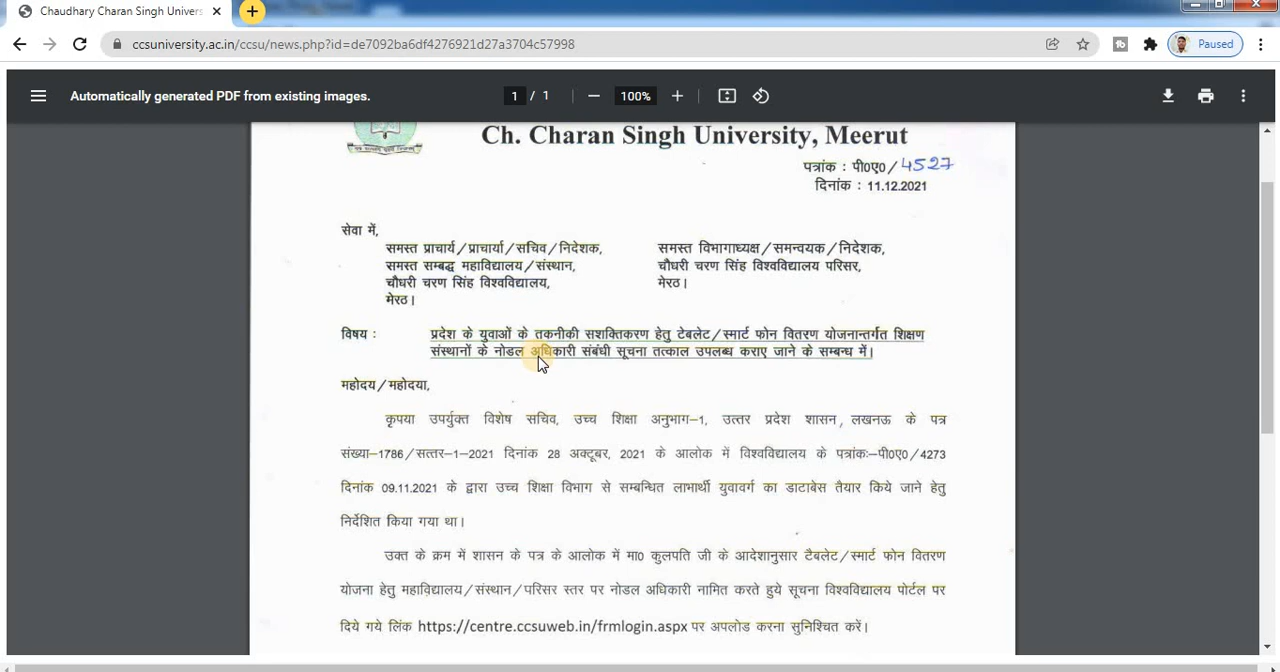 Chaudhary Charan Singh Univers
ccsuniversity.ac.in/ccsu/news.php?id=de7092ba6df4276921d27a3704c57998
Paused
Automatically generated PDF from existing images.
1 / 1
100%
Ch. Charan Singh University, Meerut
पत्रांक : पी0ए0/4527
दिनांक : 11.12.2021
सेवा में,
समस्त प्राचार्य/प्राचार्या/सचिव/निदेशक,
समस्त सम्बद्ध महाविद्यालय/संस्थान,
चौधरी चरण सिंह विश्वविद्यालय,
मेरठ।
समस्त विभागाध्यक्ष/समन्वयक/निदेशक,
चौधरी चरण सिंह विश्वविद्यालय परिसर,
मेरठ।
विषय : प्रदेश के युवाओं के तकनीकी सशक्तिकरण हेतु टेबलेट/स्मार्ट फोन वितरण योजनान्तर्गत शिक्षण
संस्थानों के नोडल अधिकारी संबंधी सूचना तत्काल उपलब्ध कराए जाने के सम्बन्ध में।
महोदय/महोदया,
कृपया उपर्युक्त विशेष सचिव, उच्च शिक्षा अनुभाग-1, उत्तर प्रदेश शासन, लखनऊ के पत्र
संख्या-1786/सत्तर-1-2021 दिनांक 28 अक्टूबर, 2021 के आलोक में विश्वविद्यालय के पत्रांक:-पी0ए0/4273
दिनांक 09.11.2021 के द्वारा उच्च शिक्षा विभाग से सम्बन्धित लाभार्थी युवावर्ग का डाटाबेस तैयार किये जाने हेतु
निर्देशित किया गया था।
उक्त के क्रम में शासन के पत्र के आलोक में मा0 कुलपति जी के आदेशानुसार टैबलेट/स्मार्ट फोन वितरण
योजना हेतु महाविद्यालय/संस्थान/परिसर स्तर पर नोडल अधिकारी नामित करते हुये सूचना विश्वविद्यालय पोर्टल पर
दिये गये लिंक https://centre.ccsuweb.in/frmlogin.aspx पर अपलोड करना सुनिश्चित करें।